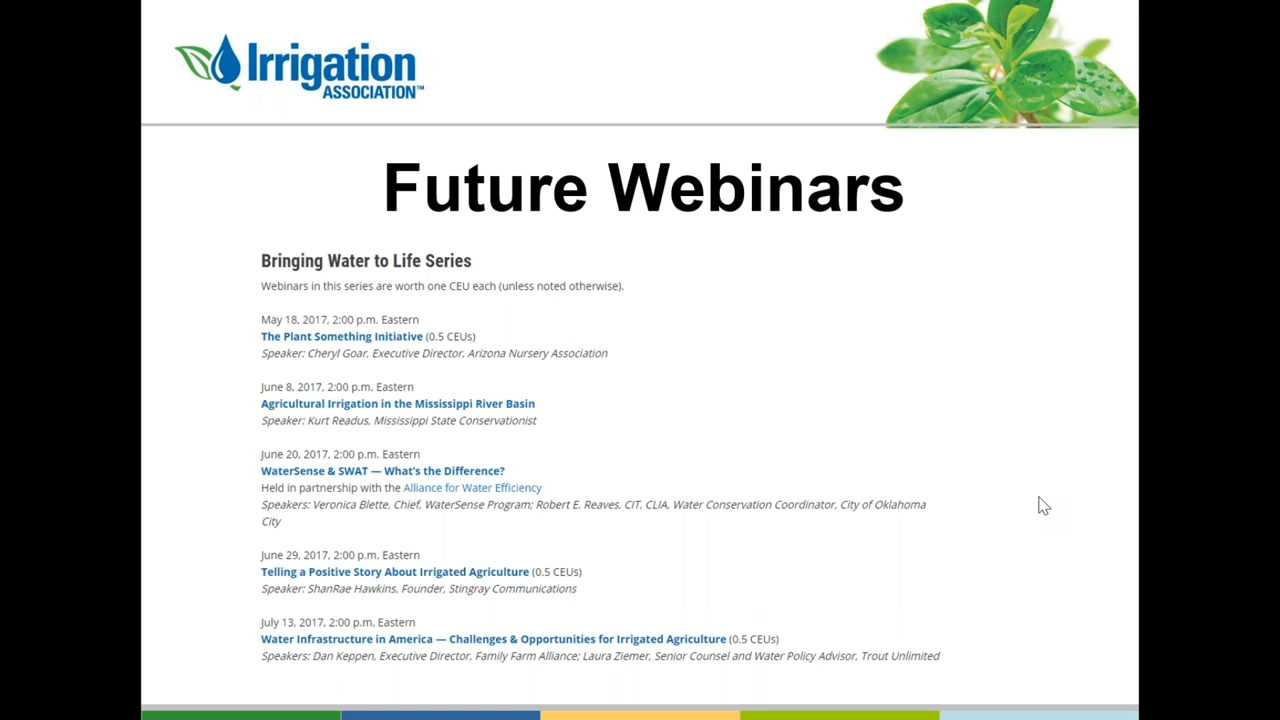 Irrigation
ASSOCIATION™
Future Webinars
Bringing Water to Life Series
Webinars in this series are worth one CEU each (unless noted otherwise).
May 18, 2017, 2:00 p.m. Eastern
The Plant Something Initiative (0.5 CEUs)
Speaker: Cheryl Goar, Executive Director, Arizona Nursery Association
June 8, 2017, 2:00 p.m. Eastern
Agricultural Irrigation in the Mississippi River Basin
Speaker: Kurt Readus, Mississippi State Conservationist
June 20, 2017, 2:00 p.m. Eastern
WaterSense & SWAT — What's the Difference?
Held in partnership with the Alliance for Water Efficiency
Speakers: Veronica Blette, Chief, WaterSense Program; Robert E. Reaves, CIT, CLIA, Water Conservation Coordinator, City of Oklahoma
City
June 29, 2017, 2:00 p.m. Eastern
Telling a Positive Story About Irrigated Agriculture (0.5 CEUs)
Speaker: ShanRae Hawkins, Founder, Stingray Communications
July 13, 2017, 2:00 p.m. Eastern
Water Infrastructure in America — Challenges & Opportunities for Irrigated Agriculture (0.5 CEUs)
Speakers: Dan Keppen, Executive Director, Family Farm Alliance; Laura Ziemer, Senior Counsel and Water Policy Advisor, Trout Unlimited